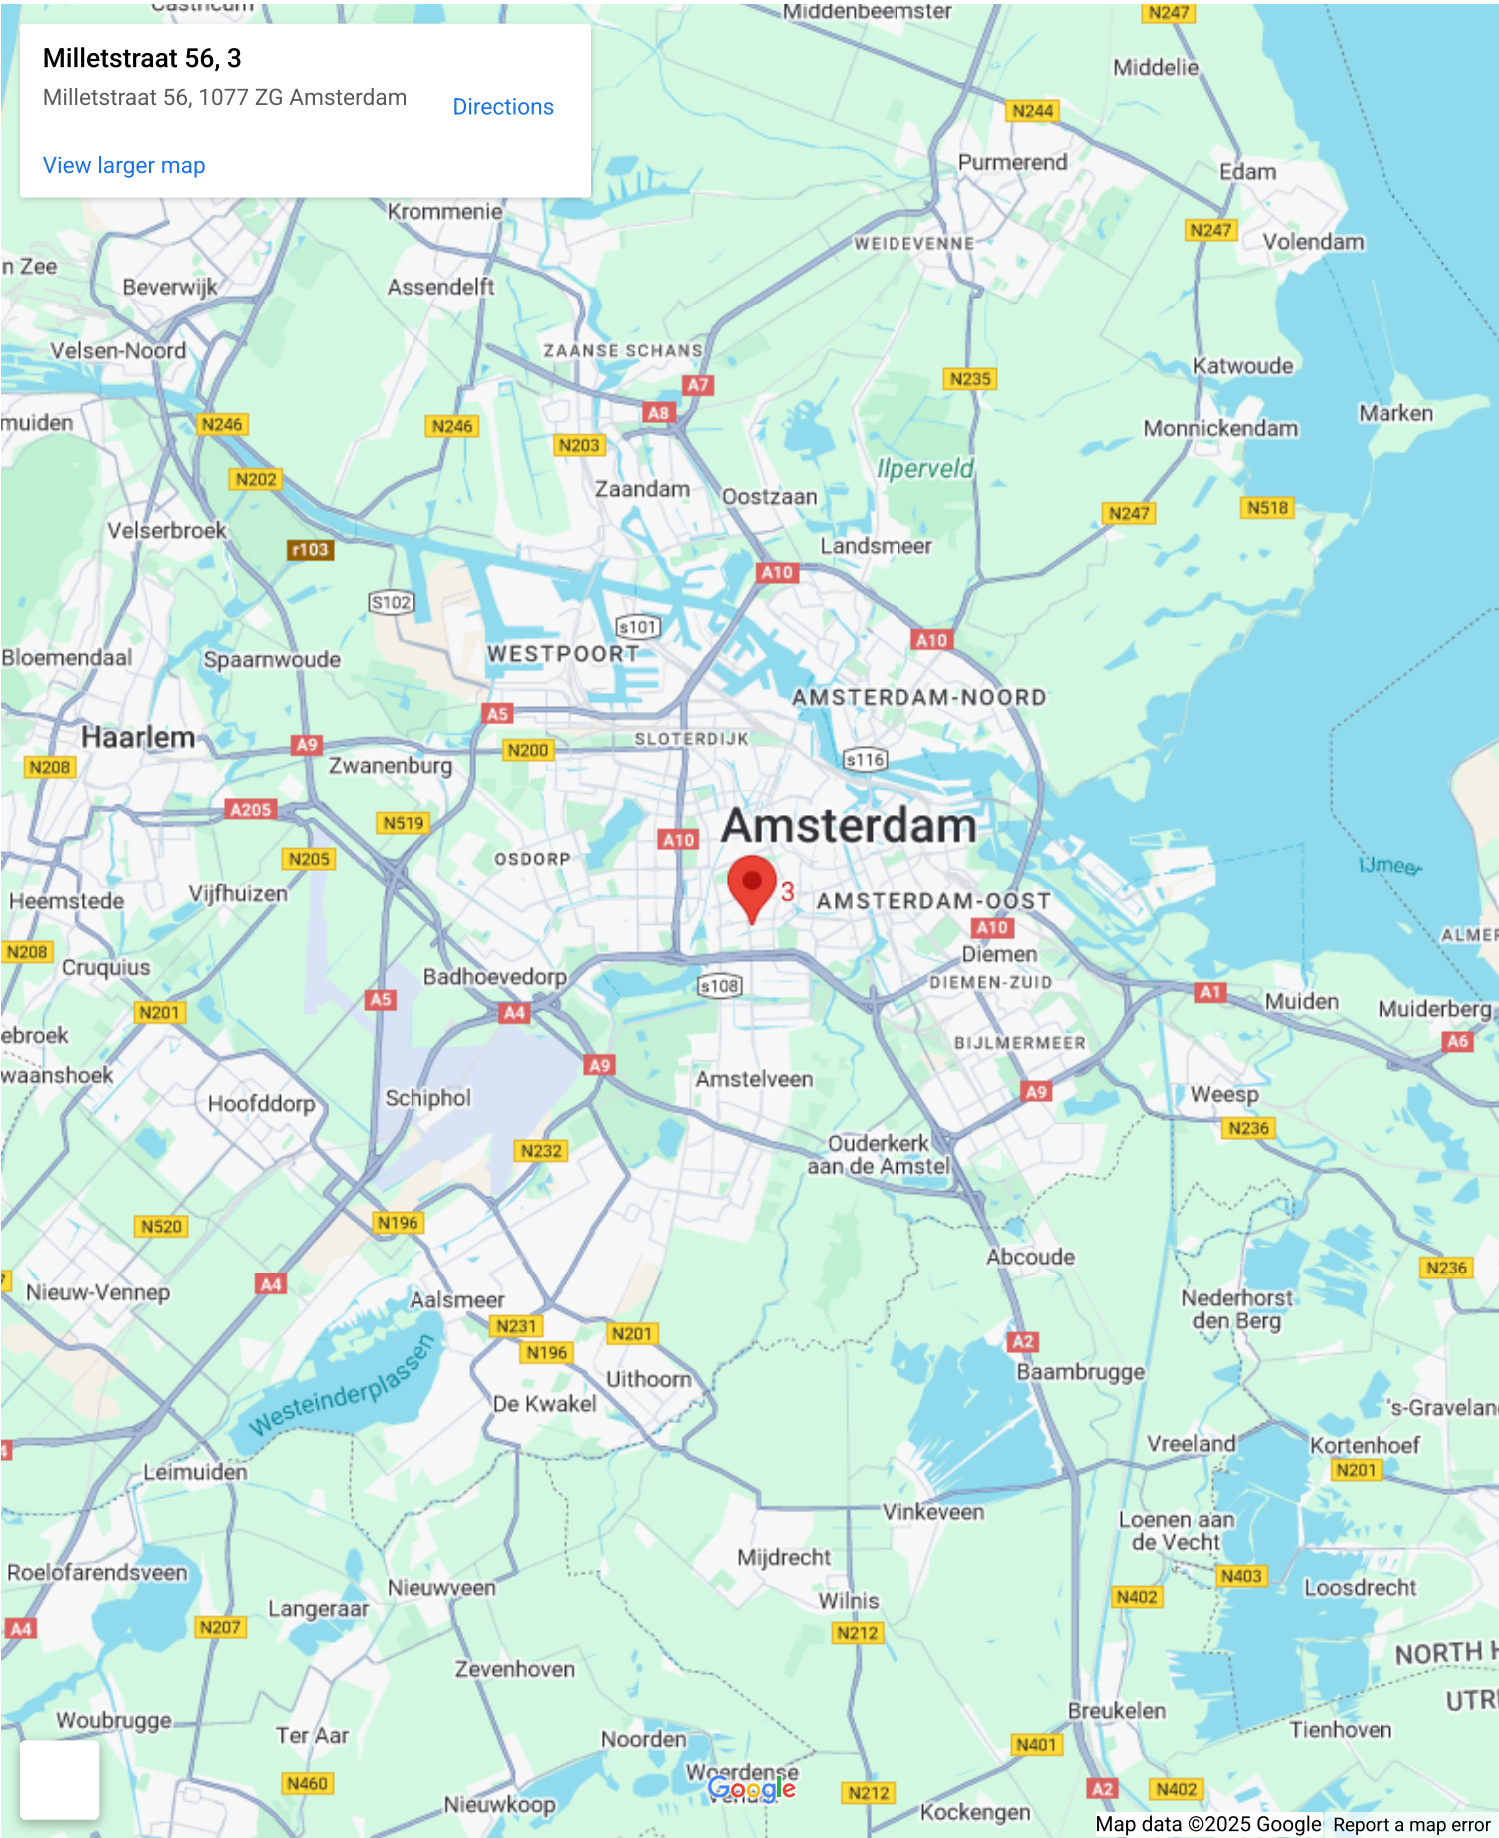 Castricum
Middenbeemster
N247
Milletstraat 56, 3
Milletstraat 56, 1077 ZG Amsterdam
Directions
View larger map
Middelie
N244
Purmerend
Edam
Krommenie
N247
WEIDEVENNE
Volendam
n Zee
Beverwijk
Assendelft
Velsen-Noord
ZAANSE SCHANS
Katwoude
A7
N235
A8
Marken
muiden
N246
N246
N203
Monnickendam
Ilperveld
N202
Zaandam
Oostzaan
N247
N518
Velserbroek
r103
Landsmeer
A10
S102
s101
A10
Bloemendaal
Spaarnwoude
WESTPOORT
AMSTERDAM-NOORD
A5
Haarlem
A9
N200
SLOTERDIJK
s116
N208
Zwanenburg
A205
N519
Amsterdam
A10
N205
OSDORP
IJmeer
Heemstede
Vijfhuizen
3
AMSTERDAM-OOST
A10
ALMER
N208
Cruquius
Badhoevedorp
Diemen
s108
DIEMEN-ZUID
A5
A1
Muiden
N201
A4
Muiderberg
ebroek
BIJLMERMEER
A6
waanshoek
A9
Amstelveen
Hoofddorp
Schiphol
A9
Weesp
N236
N232
Ouderkerk
aan de Amstel
N520
N196
Abcoude
N236
A4
Nieuw-Vennep
Aalsmeer
Nederhorst
den Berg
N231
N201
A2
N196
Baambrugge
Westeinderplassen
Uithoorn
De Kwakel
's-Gravelan
Vreeland
Kortenhoef
4
Leimuiden
N201
Vinkeveen
Loenen aan
de Vecht
Mijdrecht
Roelofarendsveen
Nieuwveen
N403
Loosdrecht
Langeraar
Wilnis
N402
A4
N207
N212
NORTH H
Zevenhoven
UTRE
Woubrugge
Ter Aar
Breukelen
Noorden
Tienhoven
N401
Woerdense
Verlaat
Google
N460
N212
A2
N402
Nieuwkoop
Kockengen
Map data ©2025 Google
Report a map error